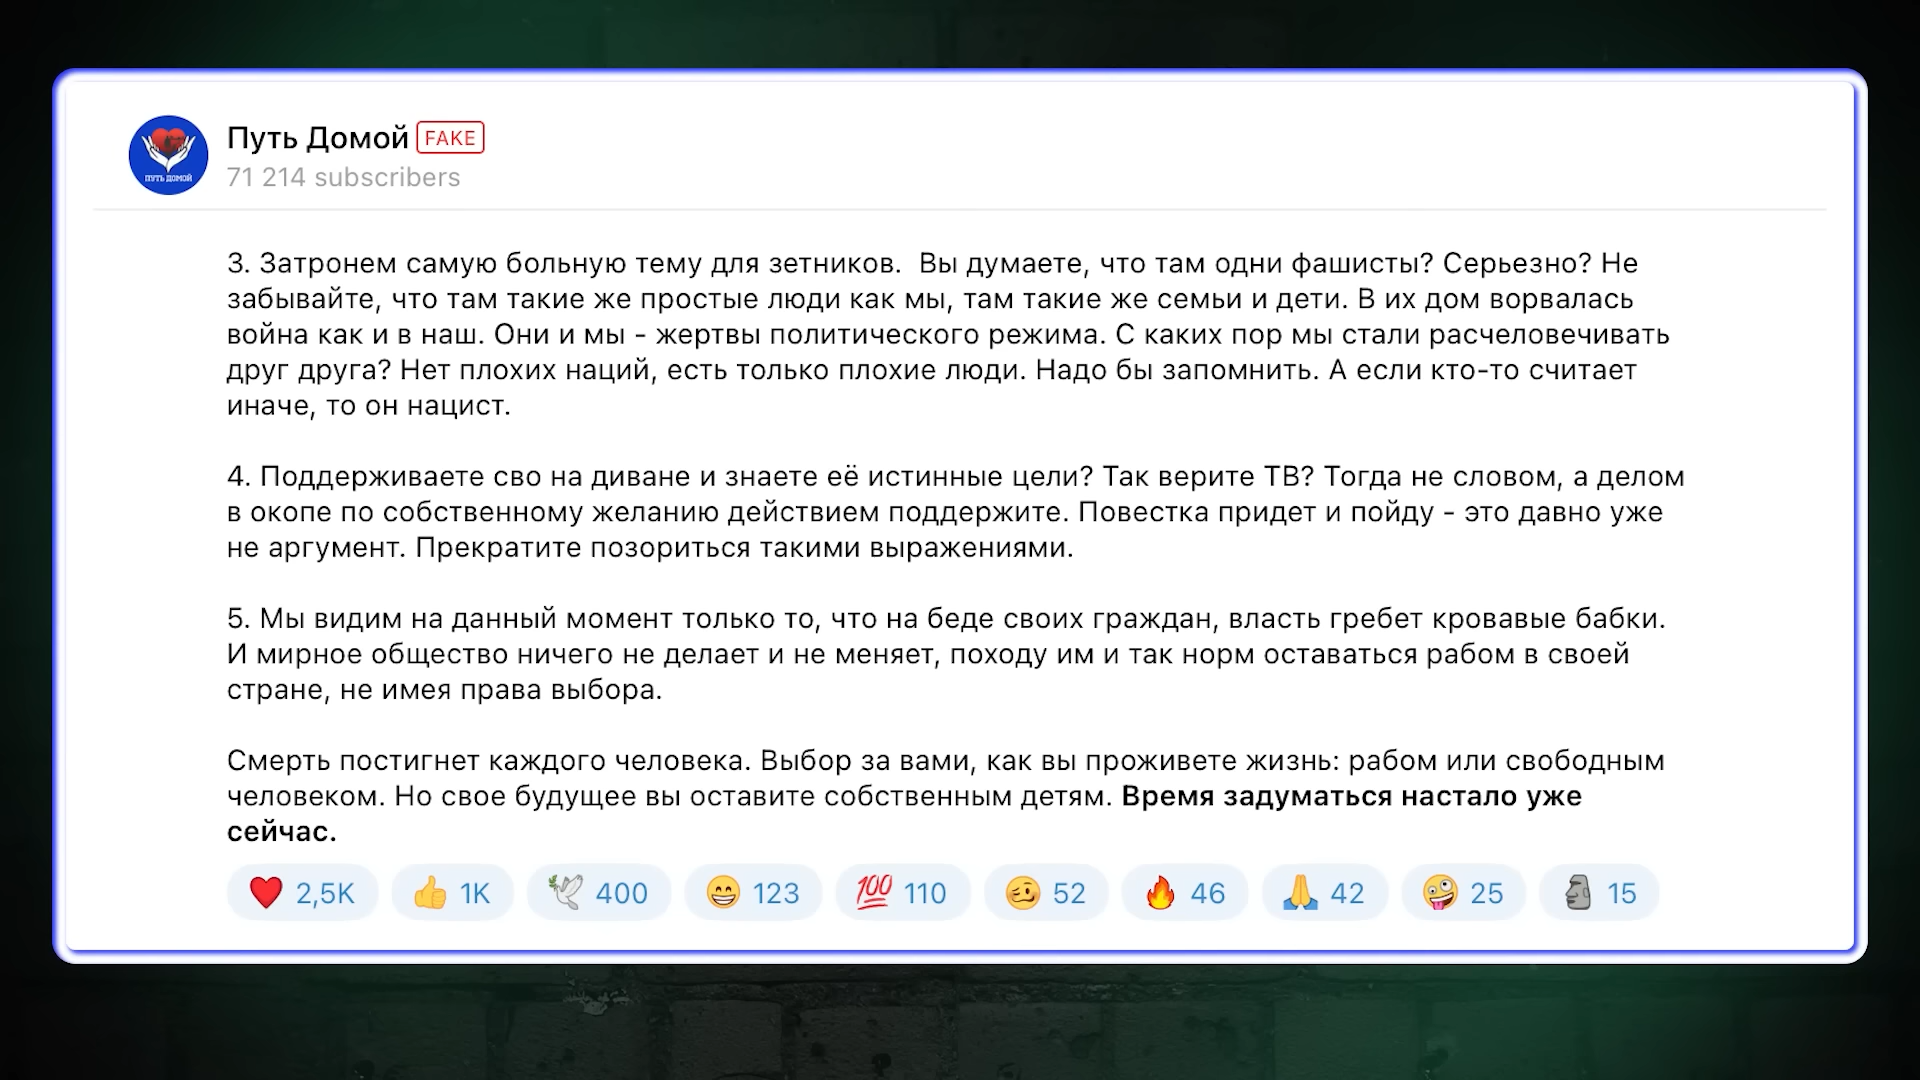 Путь Домой FAKE
71 214 subscribers
ПУТЬ ДОМОЙ
3. Затронем самую больную тему для зетников. Вы думаете, что там одни фашисты? Серьезно? Не
забывайте, что там такие же простые люди как мы, там такие же семьи и дети. В их дом ворвалась
война как и в наш. Они и мы - жертвы политического режима. С каких пор мы стали расчеловечивать
друг друга? Нет плохих наций, есть только плохие люди. Надо бы запомнить. А если кто-то считает
иначе, то он нацист.
4. Поддерживаете сво на диване и знаете её истинные цели? Так верите ТВ? Тогда не словом, а делом
в окопе по собственному желанию действием поддержите. Повестка придет и пойду - это давно уже
не аргумент. Прекратите позориться такими выражениями.
5. Мы видим на данный момент только то, что на беде своих граждан, власть гребет кровавые бабки.
И мирное общество ничего не делает и не меняет, походу им и так норм оставаться рабом в своей
стране, не имея права выбора.
Смерть постигнет каждого человека. Выбор за вами, как вы проживете жизнь: рабом или свободным
человеком. Но свое будущее вы оставите собственным детям. Время задуматься настало уже
сейчас.
2,5K 1K 400 123 100 110 52 46 42 25 15